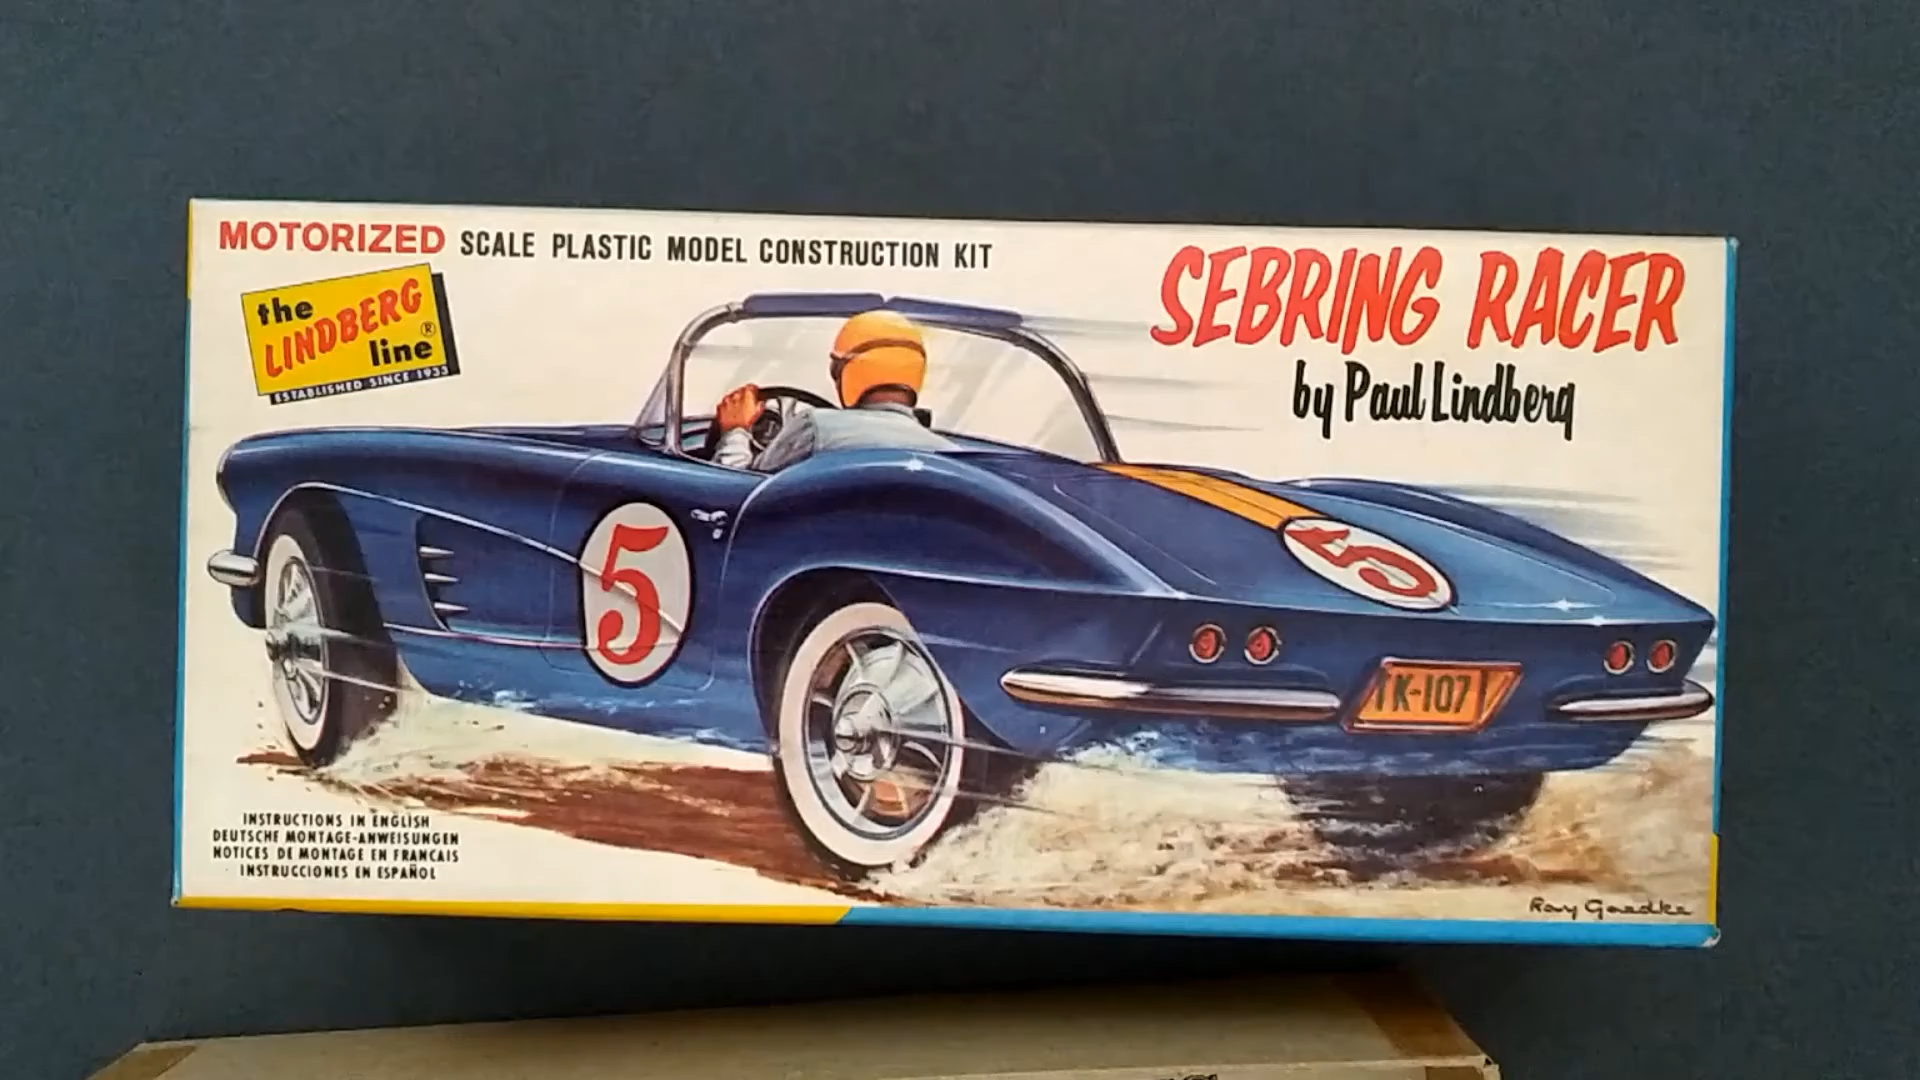 MOTORIZED SCALE PLASTIC MODEL CONSTRUCTION KIT
the
LINDBERG®
line
ESTABLISHED SINCE 1933
SEBRING RACER
by Paul Lindberg
5
5
K-107
INSTRUCTIONS IN ENGLISH
DEUTSCHE MONTAGE-ANWEISUNGEN
NOTICES DE MONTAGE EN FRANCAIS
INSTRUCCIONES EN ESPAÑOL
Ray Gaedke